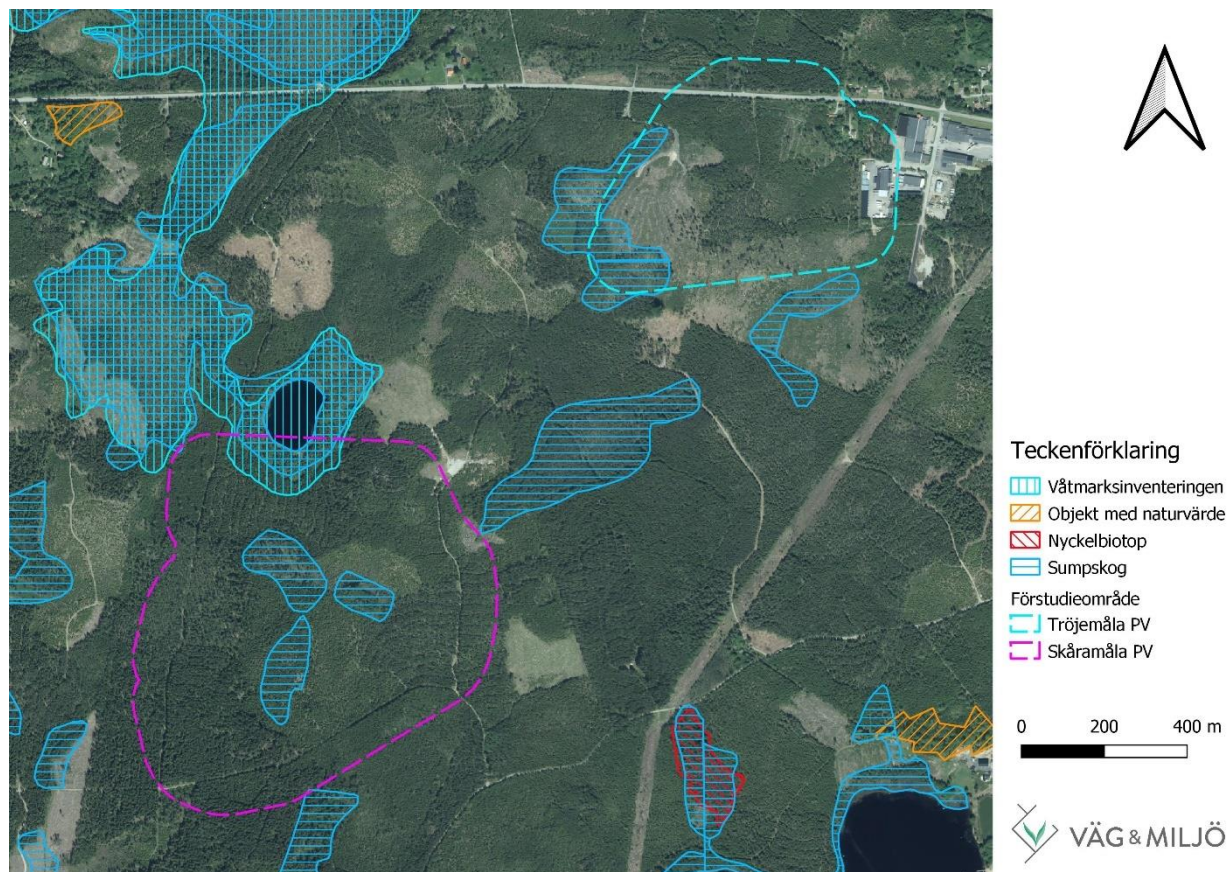 Teckenförklaring
Våtmarksinventeringen
Objekt med naturvärde
Nyckelbiotop
Sumpskog
Förstudieområde
Tröjemåla PV
Skåramåla PV
0 200 400 m
VÄG & MILJÖ